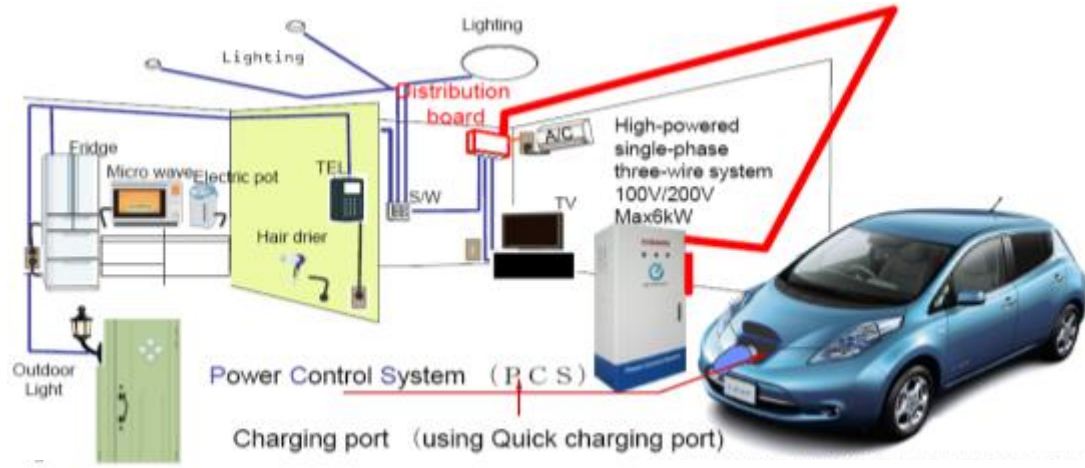 Lighting
Lighting
Distribution
board
A/C
High-powered
single-phase
three-wire system
100V/200V
Max6kW
Fridge
Micro wave
Electric pot
TEL
S/W
TV
Hair drier
Outdoor
Light
Power Control System （ＰＣＳ）
Charging port （using Quick charging port）